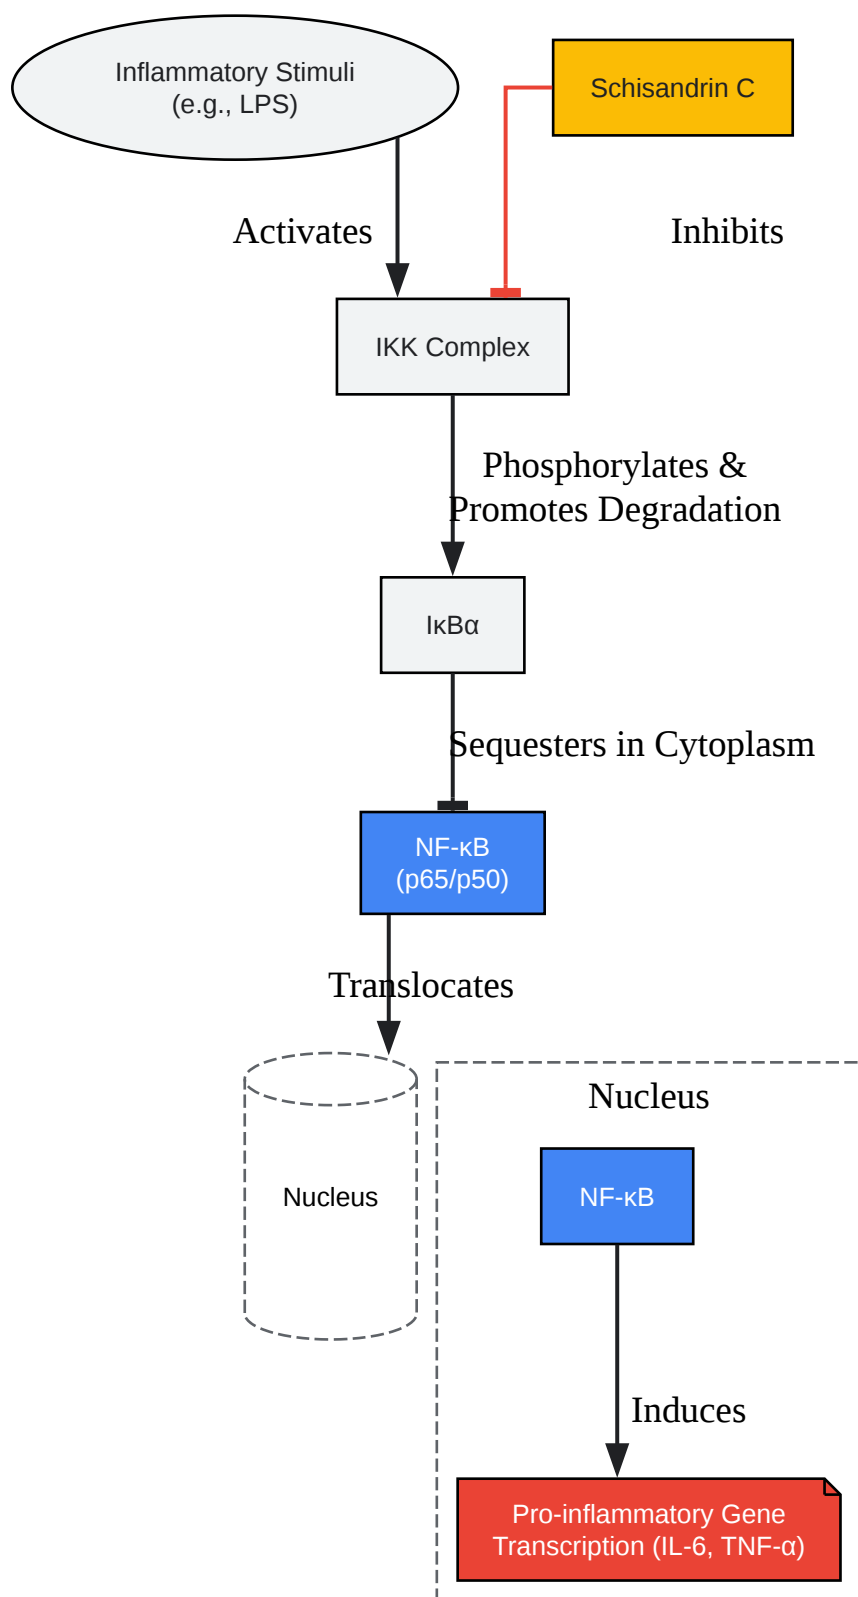 Inflammatory Stimuli
(e.g., LPS)
Schisandrin C
Activates
Inhibits
IKK Complex
Phosphorylates &
Promotes Degradation
IκBα
Sequesters in Cytoplasm
NF-κB
(p65/p50)
Translocates
Nucleus
Nucleus
NF-κB
Induces
Pro-inflammatory Gene
Transcription (IL-6, TNF-α)